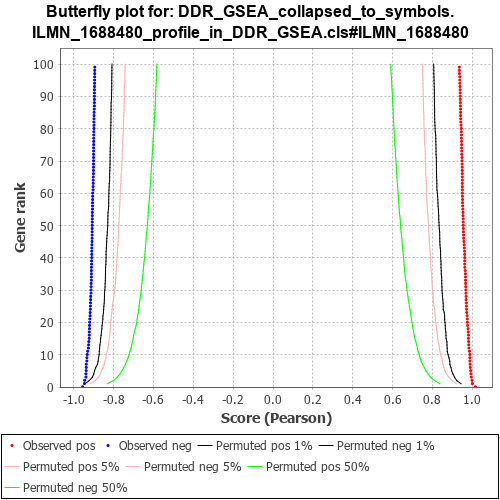 Butterfly plot for: DDR_GSEA_collapsed_to_symbols.
ILMN_1688480_profile_in_DDR_GSEA.cls#ILMN_1688480
100
90
80
70
60
50
40
30
20
10
0
Gene rank
-1.0 -0.8 -0.6 -0.4 -0.2 0.0 0.2 0.4 0.6 0.8 1.0
Score (Pearson)
Observed pos Observed neg Permuted pos 1% Permuted neg 1%
Permuted pos 5% Permuted neg 5% Permuted pos 50%
Permuted neg 50%